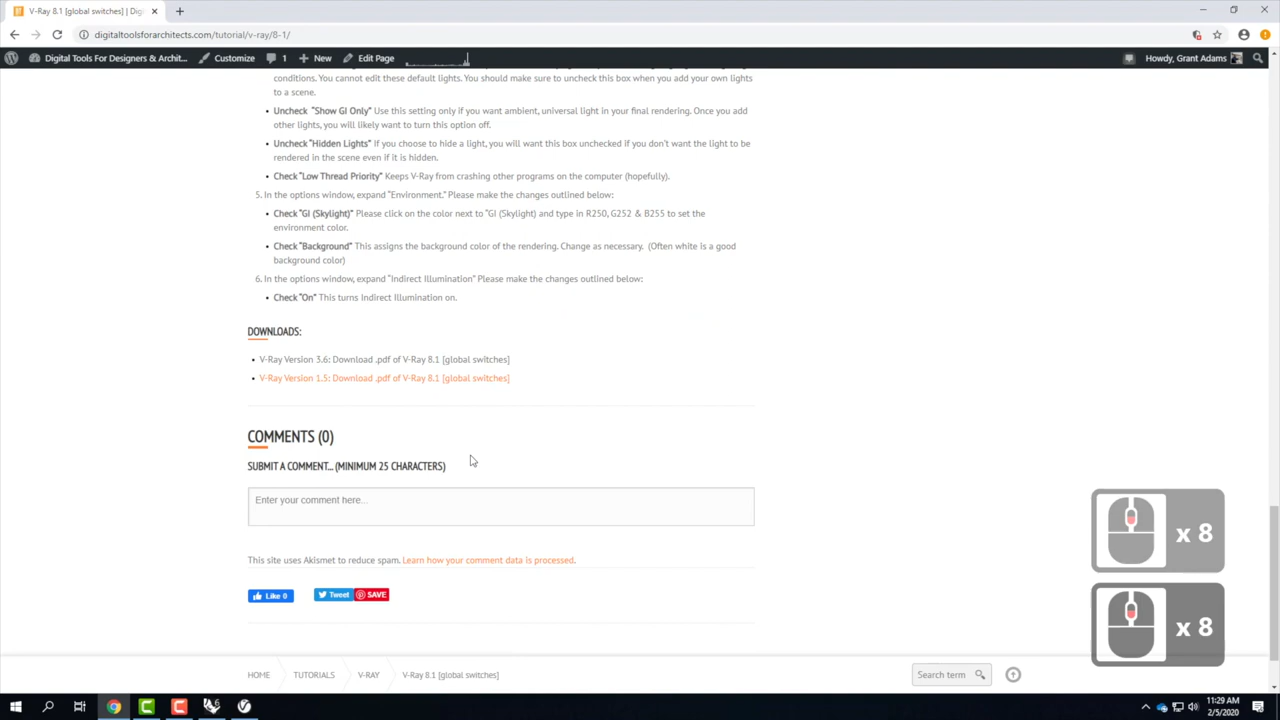 V-Ray 8.1 [global switches] | Digi
digitaltoolsforarchitects.com/tutorial/v-ray/8-1/
Digital Tools For Designers & Archit... Customize 1 New Edit Page Howdy, Grant Adams
conditions. You cannot edit these default lights. You should make sure to uncheck this box when you add your own lights
to a scene.
• Uncheck “Show GI Only” Use this setting only if you want ambient, universal light in your final rendering. Once you add
other lights, you will likely want to turn this option off.
• Uncheck “Hidden Lights” If you choose to hide a light, you will want this box unchecked if you don’t want the light to be
rendered in the scene even if it is hidden.
• Check “Low Thread Priority” Keeps V-Ray from crashing other programs on the computer (hopefully).
5. In the options window, expand “Environment.” Please make the changes outlined below:
• Check “GI (Skylight)” Please click on the color next to “GI (Skylight) and type in R250, G252 & B255 to set the
environment color.
• Check “Background” This assigns the background color of the rendering. Change as necessary. (Often white is a good
background color)
6. In the options window, expand “Indirect Illumination” Please make the changes outlined below:
• Check “On” This turns Indirect Illumination on.
DOWNLOADS:
• V-Ray Version 3.6: Download .pdf of V-Ray 8.1 [global switches]
• V-Ray Version 1.5: Download .pdf of V-Ray 8.1 [global switches]
COMMENTS (0)
SUBMIT A COMMENT... (MINIMUM 25 CHARACTERS)
Enter your comment here...
x 8
This site uses Akismet to reduce spam. Learn how your comment data is processed.
Like 0 Tweet SAVE
x 8
HOME TUTORIALS V-RAY V-Ray 8.1 [global switches] Search term
11:29 AM
2/5/2020